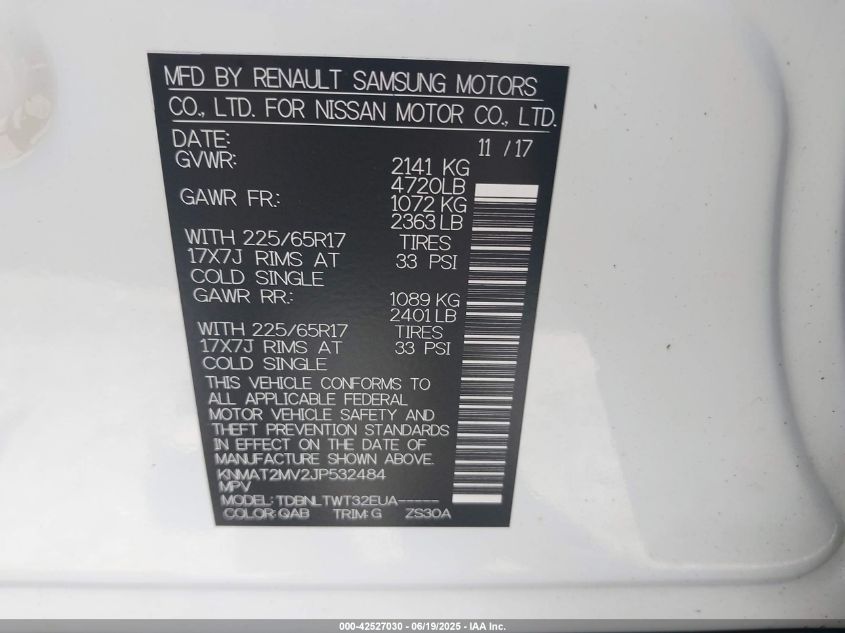 MFD BY RENAULT SAMSUNG MOTORS
CO., LTD. FOR NISSAN MOTOR CO., LTD.
DATE: 11 / 17
GVWR: 2141 KG
4720LB
GAWR FR: 1072 KG
2363 LB
WITH 225/65R17 TIRES
17X7J RIMS AT 33 PSI
COLD SINGLE
GAWR RR: 1089 KG
2401 LB
WITH 225/65R17 TIRES
17X7J RIMS AT 33 PSI
COLD SINGLE
THIS VEHICLE CONFORMS TO
ALL APPLICABLE FEDERAL
MOTOR VEHICLE SAFETY AND
THEFT PREVENTION STANDARDS
IN EFFECT ON THE DATE OF
MANUFACTURE SHOWN ABOVE.
KNMAT2MV2JP532484
MPV
MODEL: TDBNLTWT32EUA-----
COLOR: QAB TRIM: G ZS30A
000-42527030 - 06/19/2025 - IAA Inc.